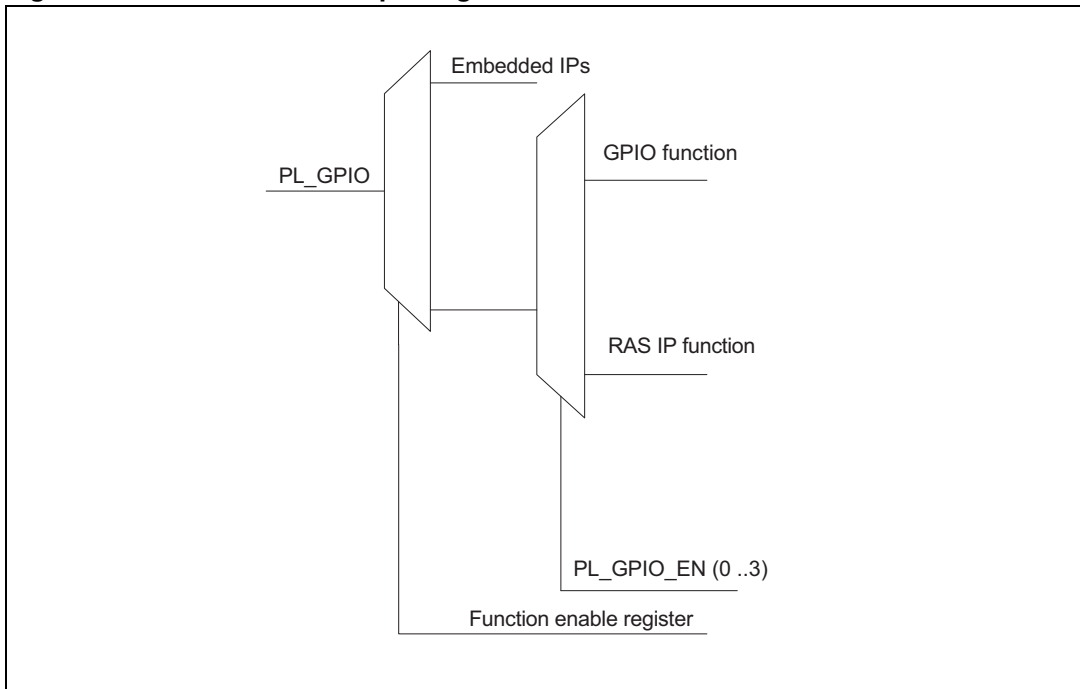 Embedded IPs
GPIO function
PL_GPIO
RAS IP function
PL_GPIO_EN (0 ..3)
Function enable register